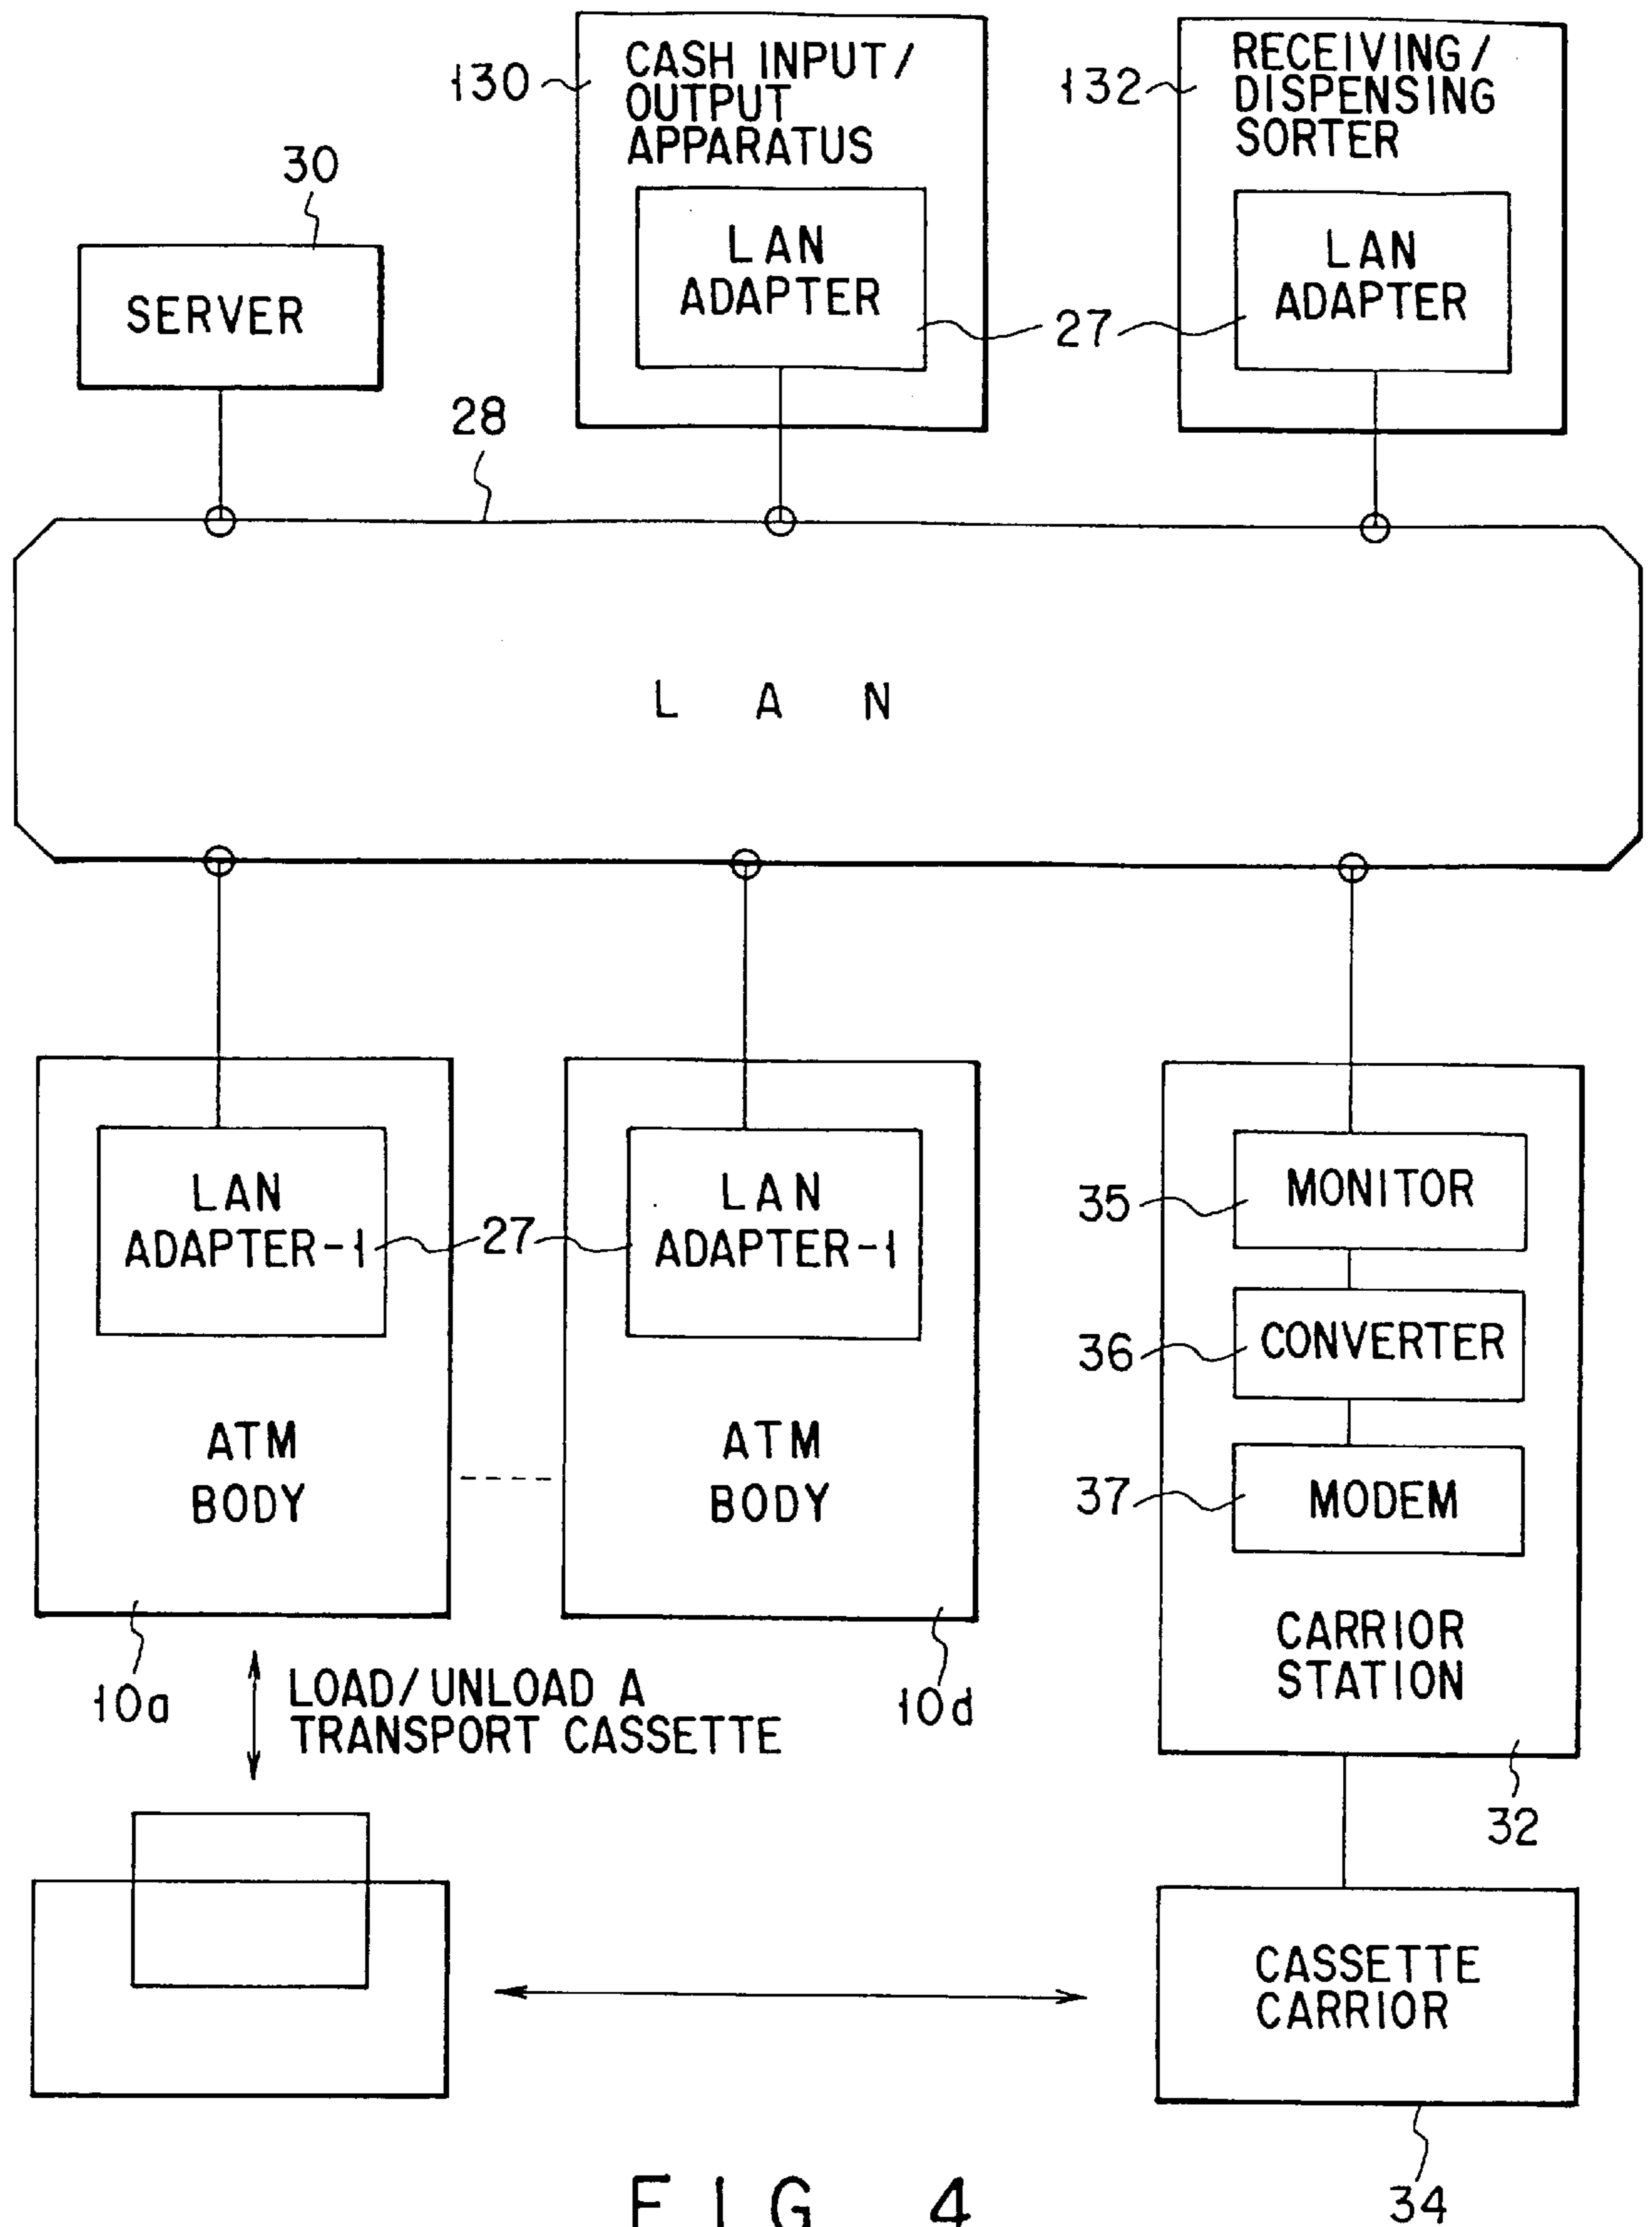 130
CASH INPUT/
OUTPUT
APPARATUS
LAN
ADAPTER
132
RECEIVING/
DISPENSING
SORTER
LAN
ADAPTER
27
30
SERVER
28
LAN
LAN
ADAPTER-1
27
LAN
ADAPTER-1
ATM
BODY
ATM
BODY
10a
10d
35
MONITOR
36
CONVERTER
37
MODEM
CARRIOR
STATION
32
LOAD/UNLOAD A
TRANSPORT CASSETTE
CASSETTE
CARRIOR
34
FIG 4